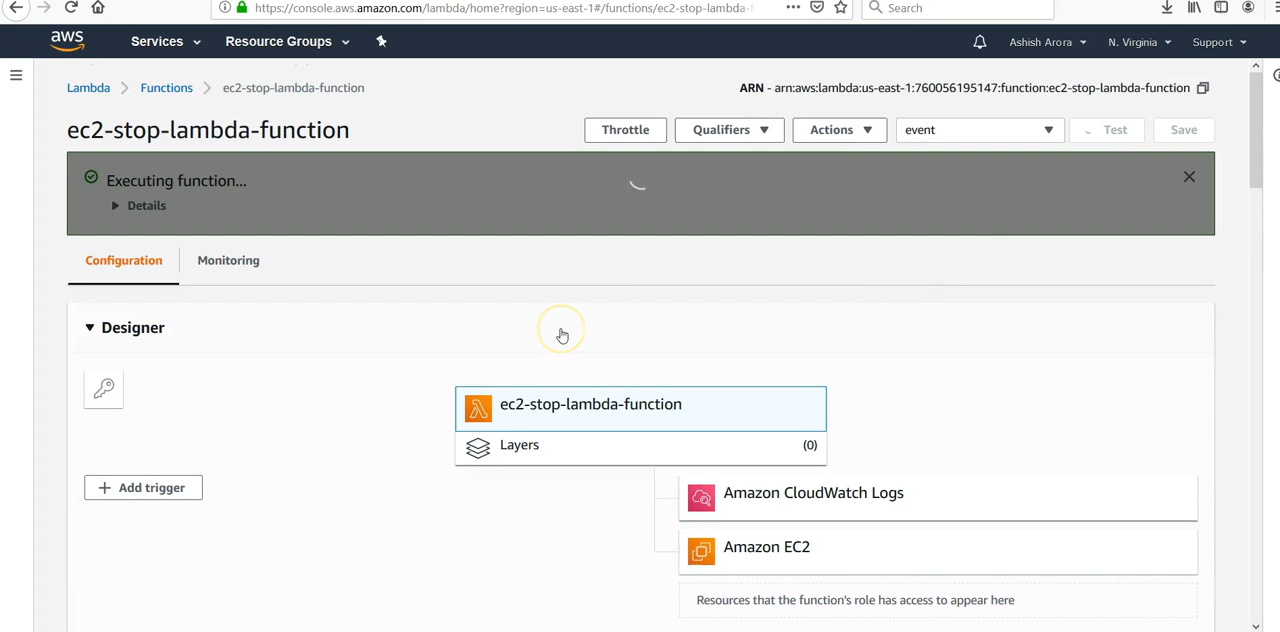 https://console.aws.amazon.com/lambda/home?region=us-east-1#/functions/ec2-stop-lambda-
Search
aws
Services
Resource Groups
Ashish Arora
N. Virginia
Support
Lambda > Functions > ec2-stop-lambda-function
ARN - arn:aws:lambda:us-east-1:760056195147:function:ec2-stop-lambda-function
ec2-stop-lambda-function
Throttle
Qualifiers
Actions
event
Test
Save
Executing function...
Details
Configuration
Monitoring
Designer
ec2-stop-lambda-function
Layers
(0)
+ Add trigger
Amazon CloudWatch Logs
Amazon EC2
Resources that the function's role has access to appear here